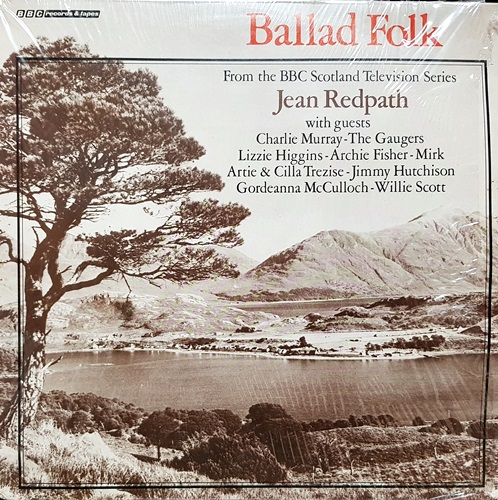 BBC records & tapes
Ballad Folk
From the BBC Scotland Television Series
Jean Redpath
with guests
Charlie Murray-The Gaugers
Lizzie Higgins-Archie Fisher-Mirk
Artie & Cilla Trezise-Jimmy Hutchison
Gordeanna McCulloch-Willie Scott